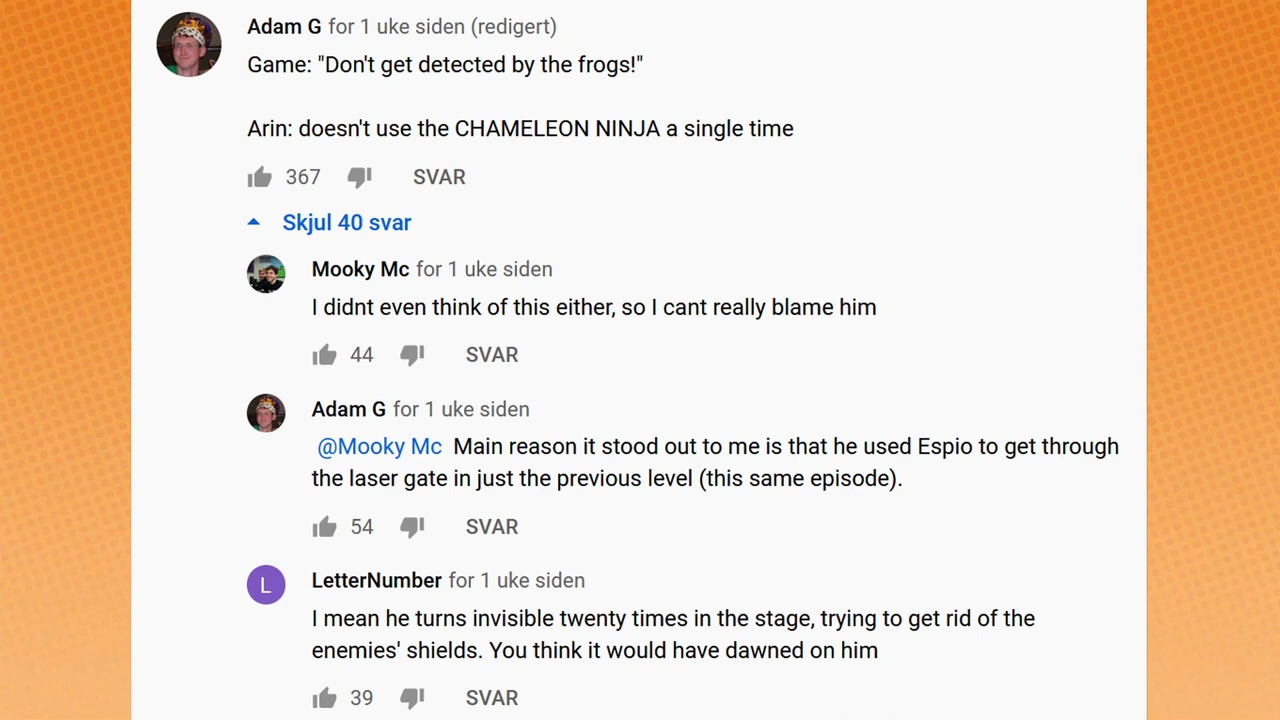 Adam G for 1 uke siden (redigert)
Game: "Don't get detected by the frogs!"
Arin: doesn't use the CHAMELEON NINJA a single time
367 SVAR
Skjul 40 svar
Mooky Mc for 1 uke siden
I didnt even think of this either, so I cant really blame him
44 SVAR
Adam G for 1 uke siden
@Mooky Mc Main reason it stood out to me is that he used Espio to get through
the laser gate in just the previous level (this same episode).
54 SVAR
L
LetterNumber for 1 uke siden
I mean he turns invisible twenty times in the stage, trying to get rid of the
enemies' shields. You think it would have dawned on him
39 SVAR